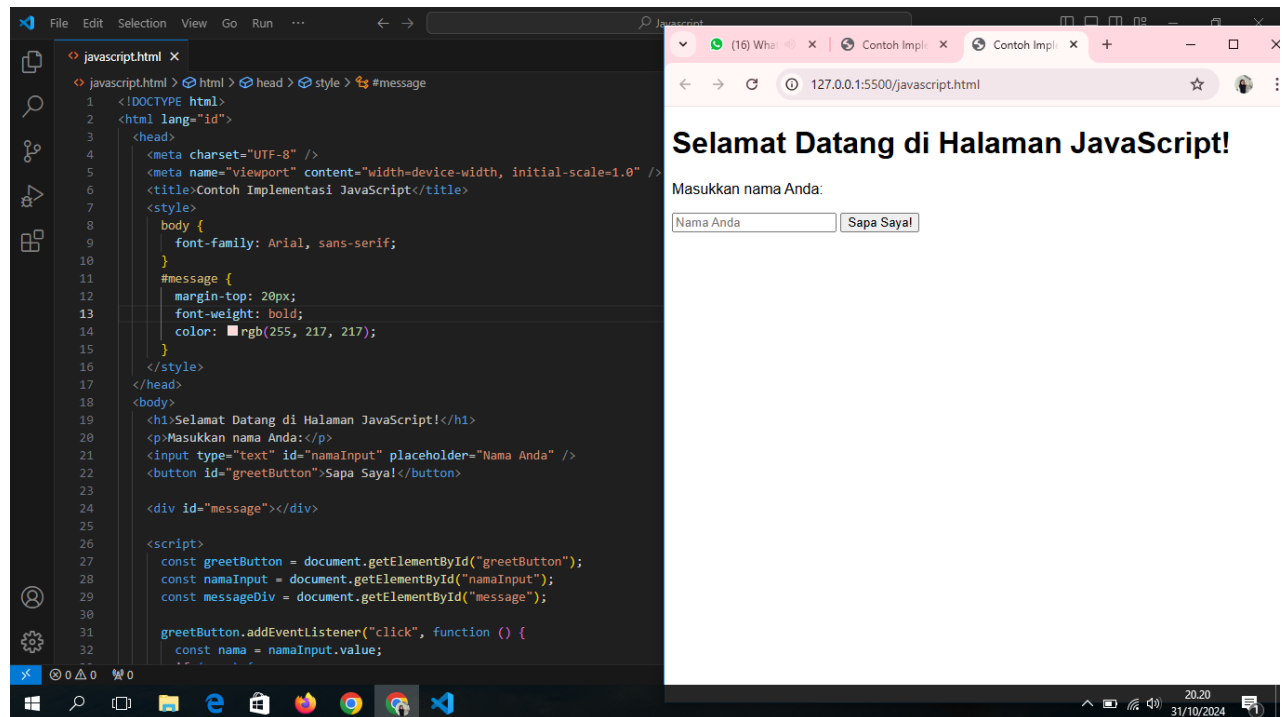 File Edit Selection View Go Run ··· Javascript
javascript.html
javascript.html > html > head > style > #message
1 <!DOCTYPE html>
2 <html lang="id">
3 <head>
4 <meta charset="UTF-8" />
5 <meta name="viewport" content="width=device-width, initial-scale=1.0" />
6 <title>Contoh Implementasi JavaScript</title>
7 <style>
8 body {
9 font-family: Arial, sans-serif;
10 }
11 #message {
12 margin-top: 20px;
13 font-weight: bold;
14 color: rgb(255, 217, 217);
15 }
16 </style>
17 </head>
18 <body>
19 <h1>Selamat Datang di Halaman JavaScript!</h1>
20 <p>Masukkan nama Anda:</p>
21 <input type="text" id="namaInput" placeholder="Nama Anda" />
22 <button id="greetButton">Sapa Saya!</button>
23
24 <div id="message"></div>
25
26 <script>
27 const greetButton = document.getElementById("greetButton");
28 const namaInput = document.getElementById("namaInput");
29 const messageDiv = document.getElementById("message");
30
31 greetButton.addEventListener("click", function () {
32 const nama = namaInput.value;
0 0 0
(16) Wha Contoh Imple Contoh Imple
127.0.0.1:5500/javascript.html
Selamat Datang di Halaman JavaScript!
Masukkan nama Anda:
Nama Anda Sapa Saya!
20.20
31/10/2024
1